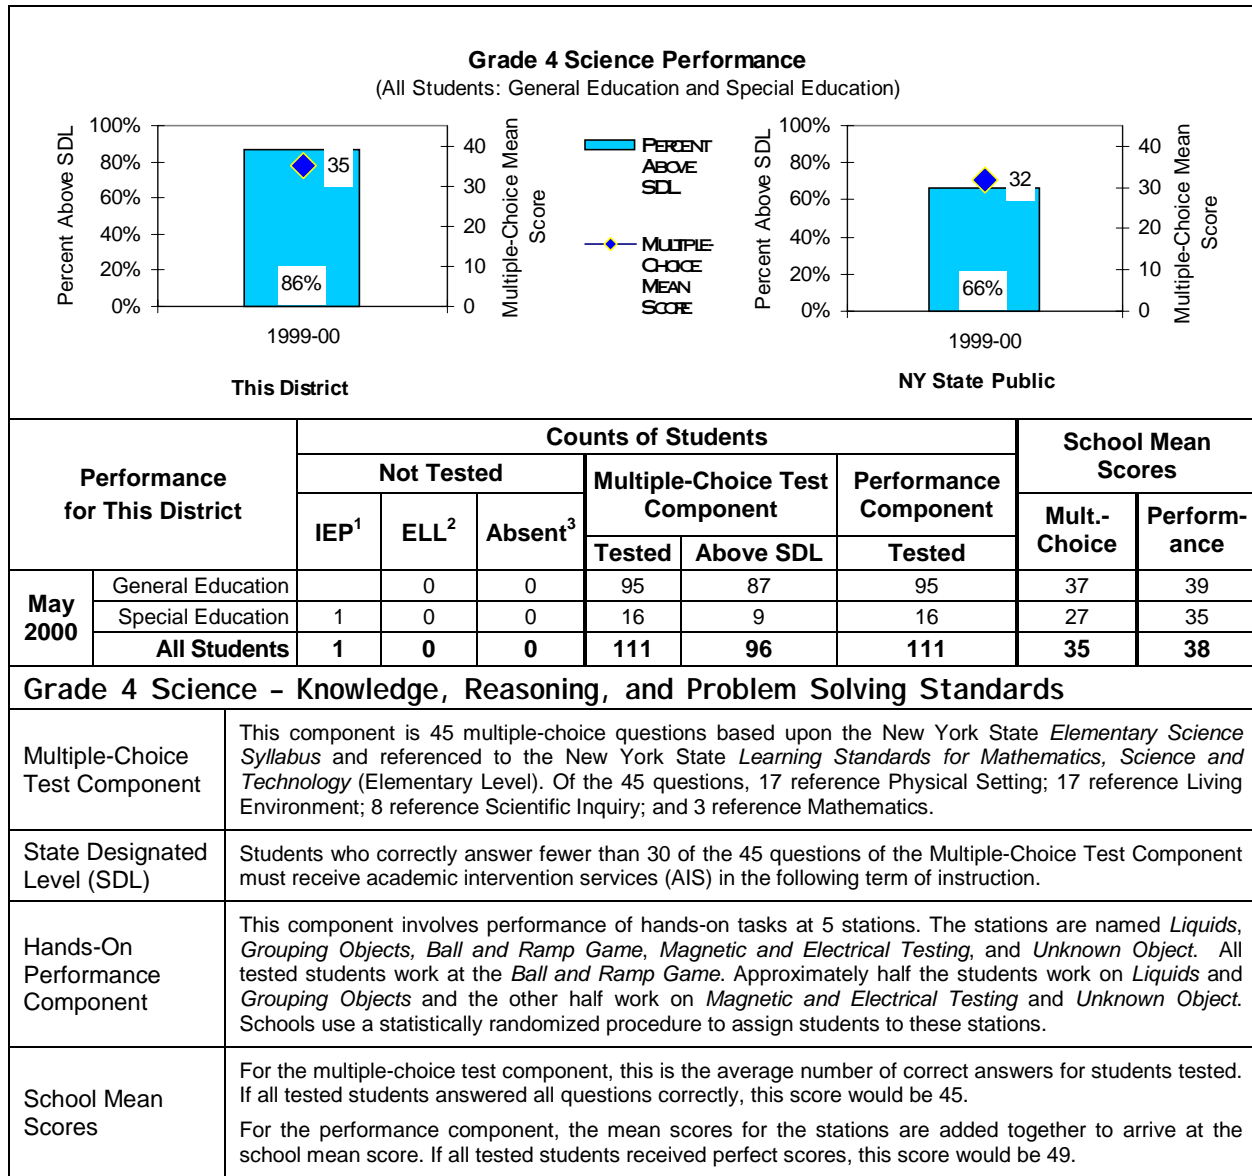 Grade 4 Science Performance
(All Students: General Education and Special Education)
Percent Above SDL
100%
80%
60%
40%
20%
0%
35
86%
40
30
20
10
0
Multiple-Choice Mean
Score
1999-00
This District
PERCENT
ABOVE
SDL
MULTIPLE-
CHOICE
MEAN
SCORE
Percent Above SDL
100%
80%
60%
40%
20%
0%
32
66%
40
30
20
10
0
Multiple-Choice Mean
Score
1999-00
NY State Public
Performance
for This District
Counts of Students
School Mean
Scores
Not Tested
Multiple-Choice Test
Component
Performance
Component
IEP1 ELL2 Absent3
Tested Above SDL Tested
Mult.-
Choice
Perform-
ance
May
2000
General Education 0 0 95 87 95 37 39
Special Education 1 0 0 16 9 16 27 35
All Students 1 0 0 111 96 111 35 38
Grade 4 Science – Knowledge, Reasoning, and Problem Solving Standards
Multiple-Choice
Test Component
This component is 45 multiple-choice questions based upon the New York State Elementary Science
Syllabus and referenced to the New York State Learning Standards for Mathematics, Science and
Technology (Elementary Level). Of the 45 questions, 17 reference Physical Setting; 17 reference Living
Environment; 8 reference Scientific Inquiry; and 3 reference Mathematics.
State Designated
Level (SDL)
Students who correctly answer fewer than 30 of the 45 questions of the Multiple-Choice Test Component
must receive academic intervention services (AIS) in the following term of instruction.
Hands-On
Performance
Component
This component involves performance of hands-on tasks at 5 stations. The stations are named Liquids,
Grouping Objects, Ball and Ramp Game, Magnetic and Electrical Testing, and Unknown Object. All
tested students work at the Ball and Ramp Game. Approximately half the students work on Liquids and
Grouping Objects and the other half work on Magnetic and Electrical Testing and Unknown Object.
Schools use a statistically randomized procedure to assign students to these stations.
School Mean
Scores
For the multiple-choice test component, this is the average number of correct answers for students tested.
If all tested students answered all questions correctly, this score would be 45.
For the performance component, the mean scores for the stations are added together to arrive at the
school mean score. If all tested students received perfect scores, this score would be 49.